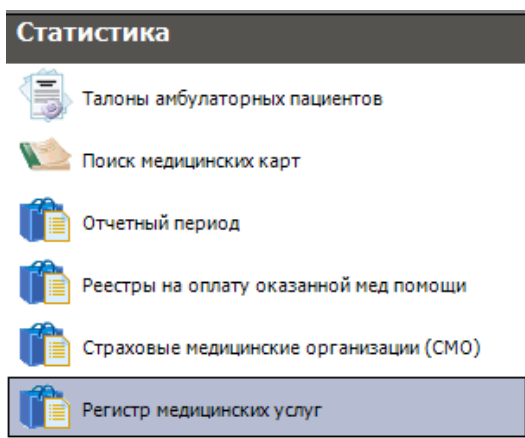 Статистика
Талоны амбулаторных пациентов
Поиск медицинских карт
Отчетный период
Реестры на оплату оказанной мед помощи
Страховые медицинские организации (СМО)
Регистр медицинских услуг